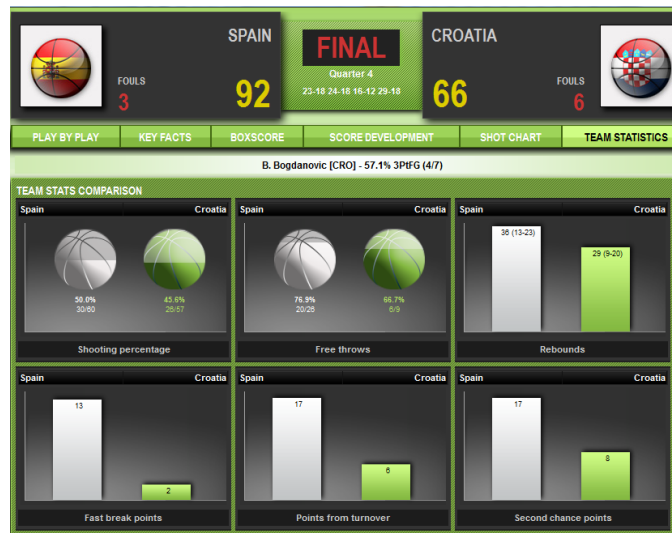 SPAIN
FOULS
3
92
FINAL
Quarter 4
23-18 24-18 16-12 29-18
CROATIA
66
FOULS
6
PLAY BY PLAY KEY FACTS BOXSCORE SCORE DEVELOPMENT SHOT CHART TEAM STATISTICS
B. Bogdanovic [CRO] - 57.1% 3PtFG (4/7)
TEAM STATS COMPARISON
Spain Croatia
50.0% 45.6%
30/60 26/57
Shooting percentage
Spain Croatia
76.9% 66.7%
20/26 6/9
Free throws
Spain Croatia
36 (13-23)
29 (9-20)
Rebounds
Spain Croatia
13
2
Fast break points
Spain Croatia
17
6
Points from turnover
Spain Croatia
17
8
Second chance points